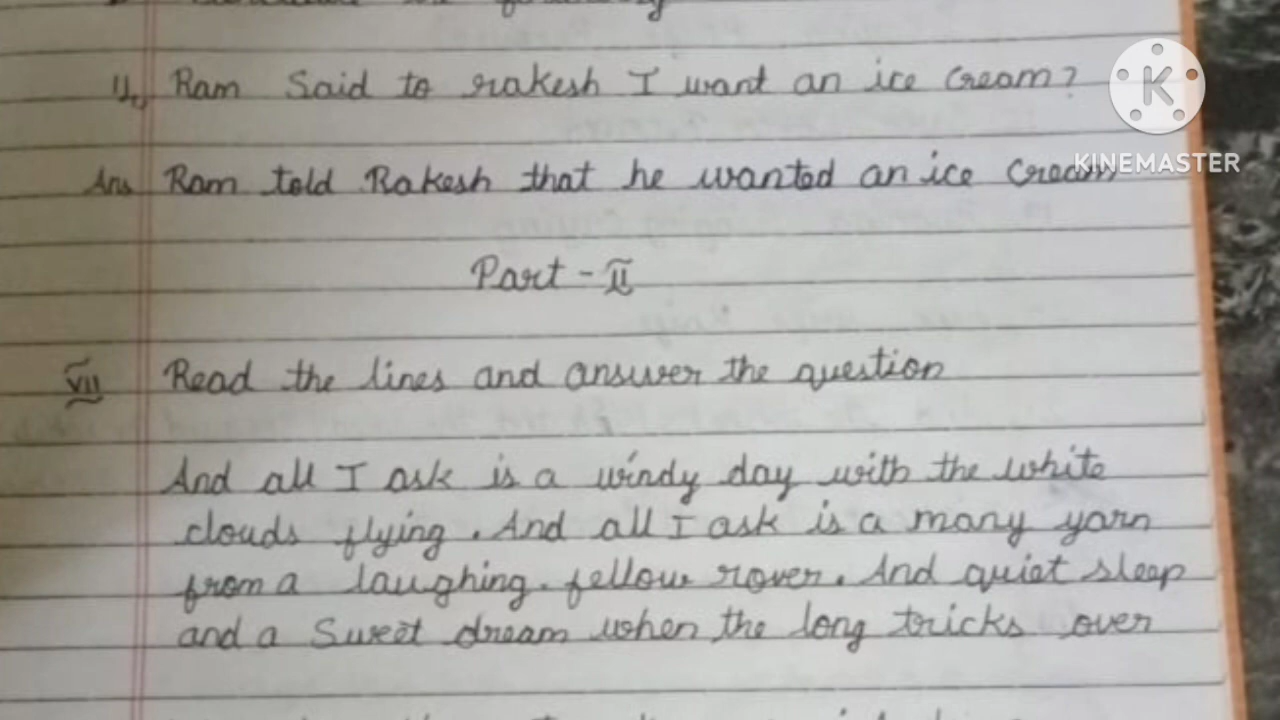 1). Ram Said to rakesh I want an ice Cream?
Ans Ram told Rakesh that he wanted an ice Cream
KINEMASTER
Part - II
VII Read the lines and answer the question
And all I ask is a windy day with the white
clouds flying . And all I ask is a many yarn
from a laughing . fellow rover . And quiet sleep
and a Sweet dream when the long tricks over